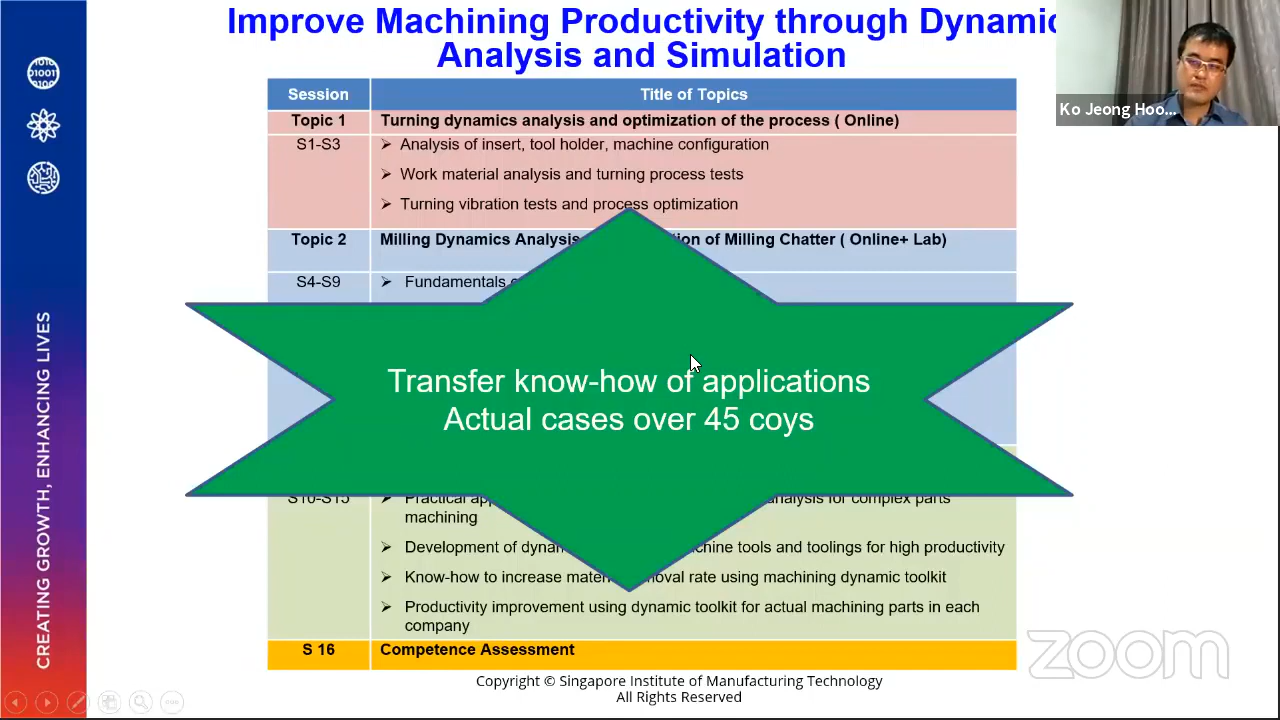 Improve Machining Productivity through Dynamic
Analysis and Simulation
Session
Title of Topics
Topic 1
Turning dynamics analysis and optimization of the process ( Online)
S1-S3
Analysis of insert, tool holder, machine configuration
Work material analysis and turning process tests
Turning vibration tests and process optimization
Topic 2
Milling Dynamics Analysis of Milling Chatter ( Online+ Lab)
S4-S9
Fundamentals
Transfer know-how of applications
Actual cases over 45 coys
S10-S15
Practical analysis for complex parts
machining
Development of machine tools and toolings for high productivity
Know-how to increase removal rate using machining dynamic toolkit
Productivity improvement using dynamic toolkit for actual machining parts in each
company
S 16
Competence Assessment
Copyright © Singapore Institute of Manufacturing Technology
All Rights Reserved
CREATING GROWTH, ENHANCING LIVES
Ko Jeong Hoo...
zoom